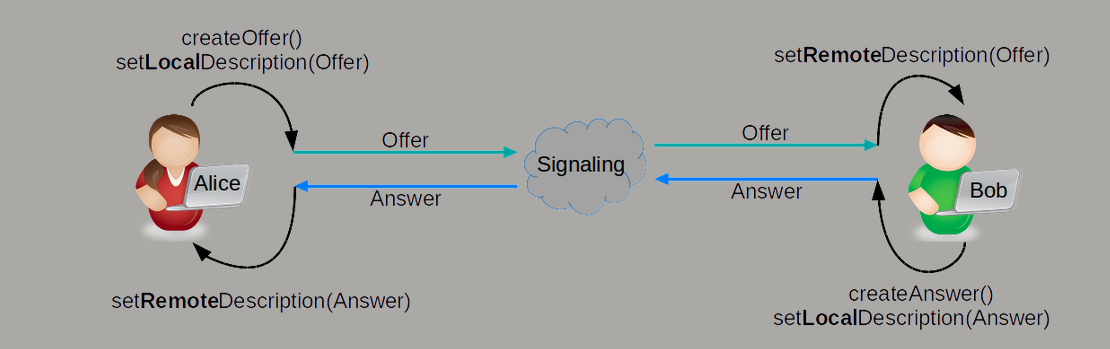 createOffer()
setLocalDescription(Offer)
setRemoteDescription(Offer)
Offer
Offer
Signaling
Alice
Answer
Answer
Bob
setRemoteDescription(Answer)
createAnswer()
setLocalDescription(Answer)